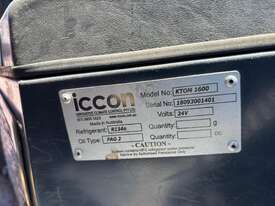 iccon
Model No: KTON 1600
Serial No: 18093001401
Made in Australia
Volts: 24V
Refrigerant: R134a
Quantity: g
Oil Type: PAG 2
Quantity: cc
- CAUTION -